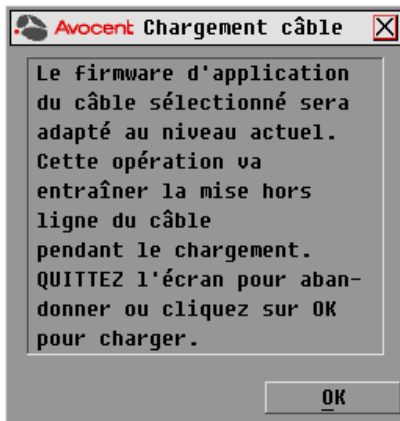 Avocent Chargement câble
Le firmware d'application
du câble sélectionné sera
adapté au niveau actuel.
Cette opération va
entraîner la mise hors
ligne du câble
pendant le chargement.
QUITTEZ l'écran pour aban-
donner ou cliquez sur OK
pour charger.
OK